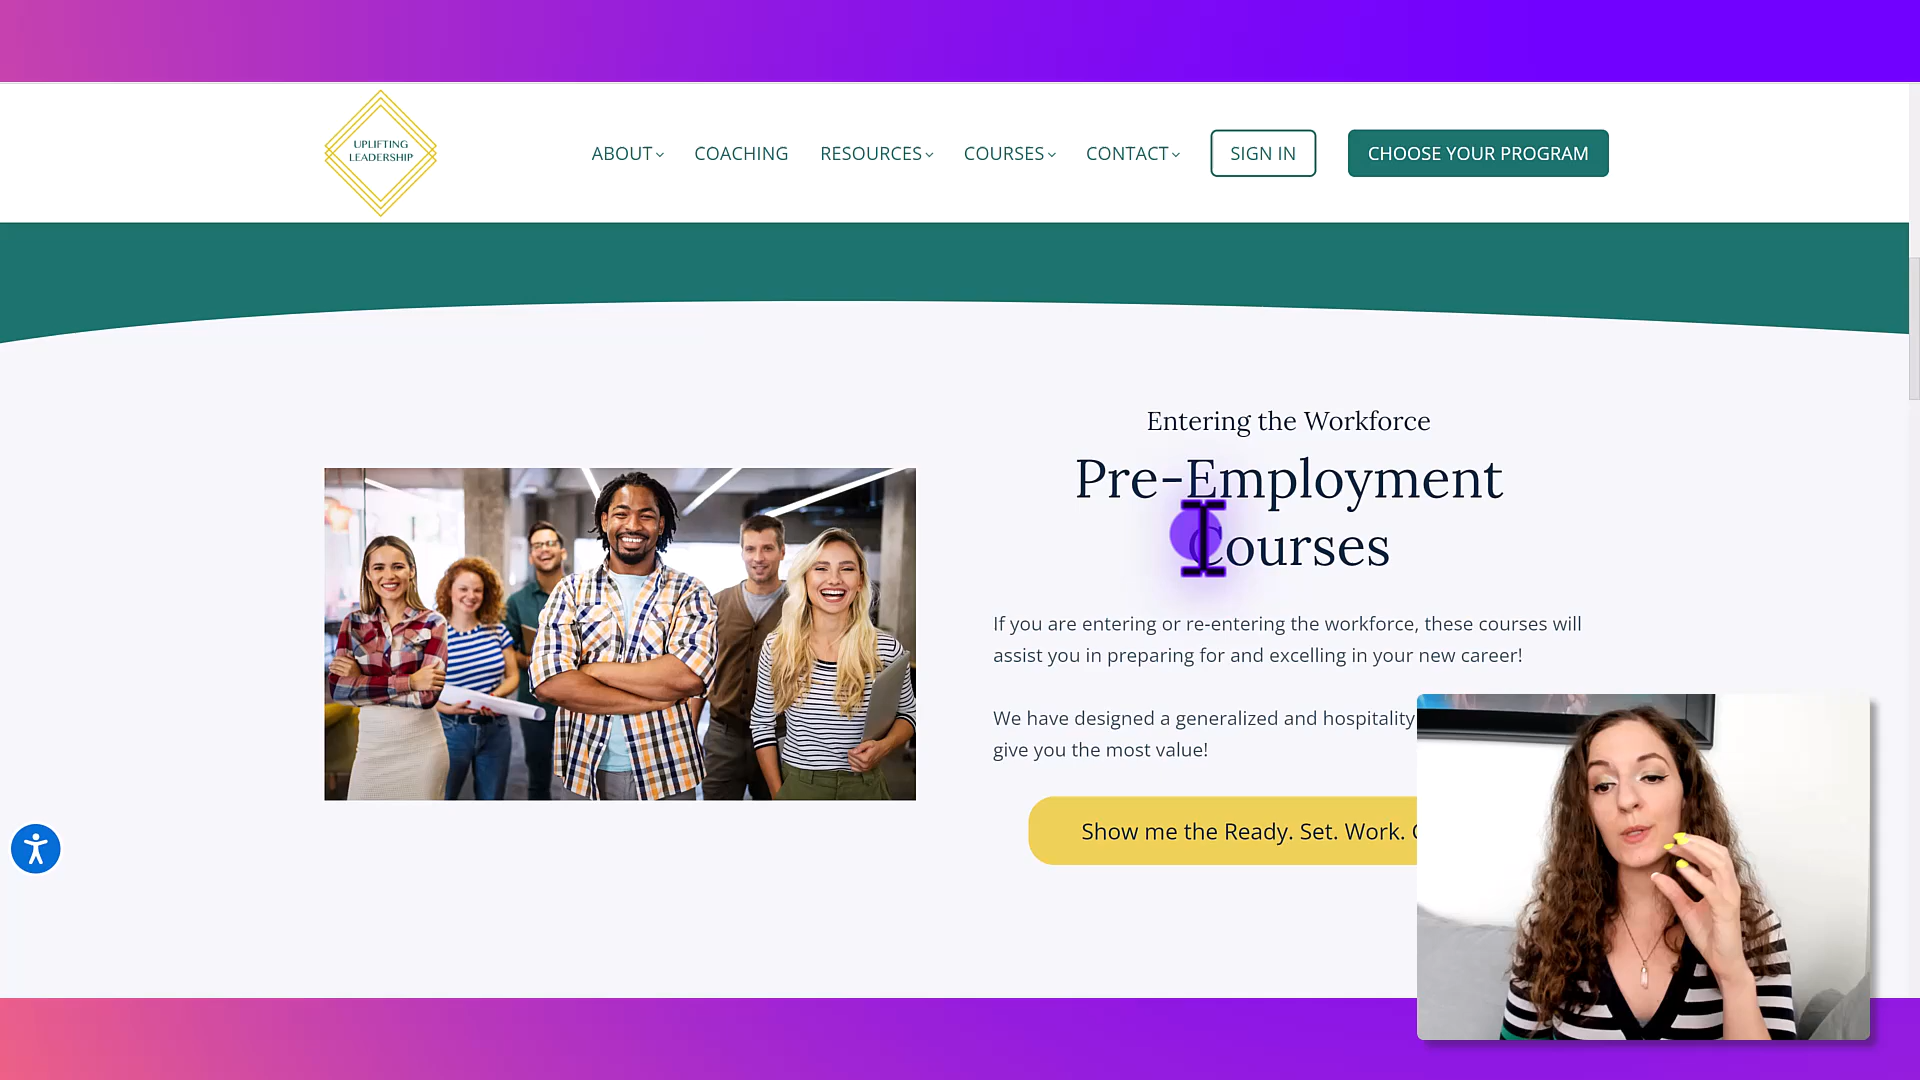 UPLIFTING
LEADERSHIP
ABOUT
COACHING
RESOURCES
COURSES
CONTACT
SIGN IN
CHOOSE YOUR PROGRAM
Entering the Workforce
Pre-Employment
Courses
If you are entering or re-entering the workforce, these courses will
assist you in preparing for and excelling in your new career!
We have designed a generalized and hospitality
give you the most value!
Show me the Ready. Set. Work.